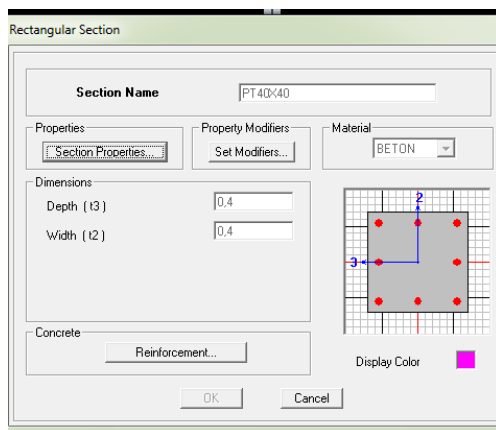 Rectangular Section
Section Name
PT40X40
Properties
Section Properties...
Property Modifiers
Set Modifiers...
Material
BETON
Dimensions
Depth ( t3 )
0,4
Width ( t2 )
0,4
2
3
Concrete
Reinforcement...
Display Color
OK
Cancel